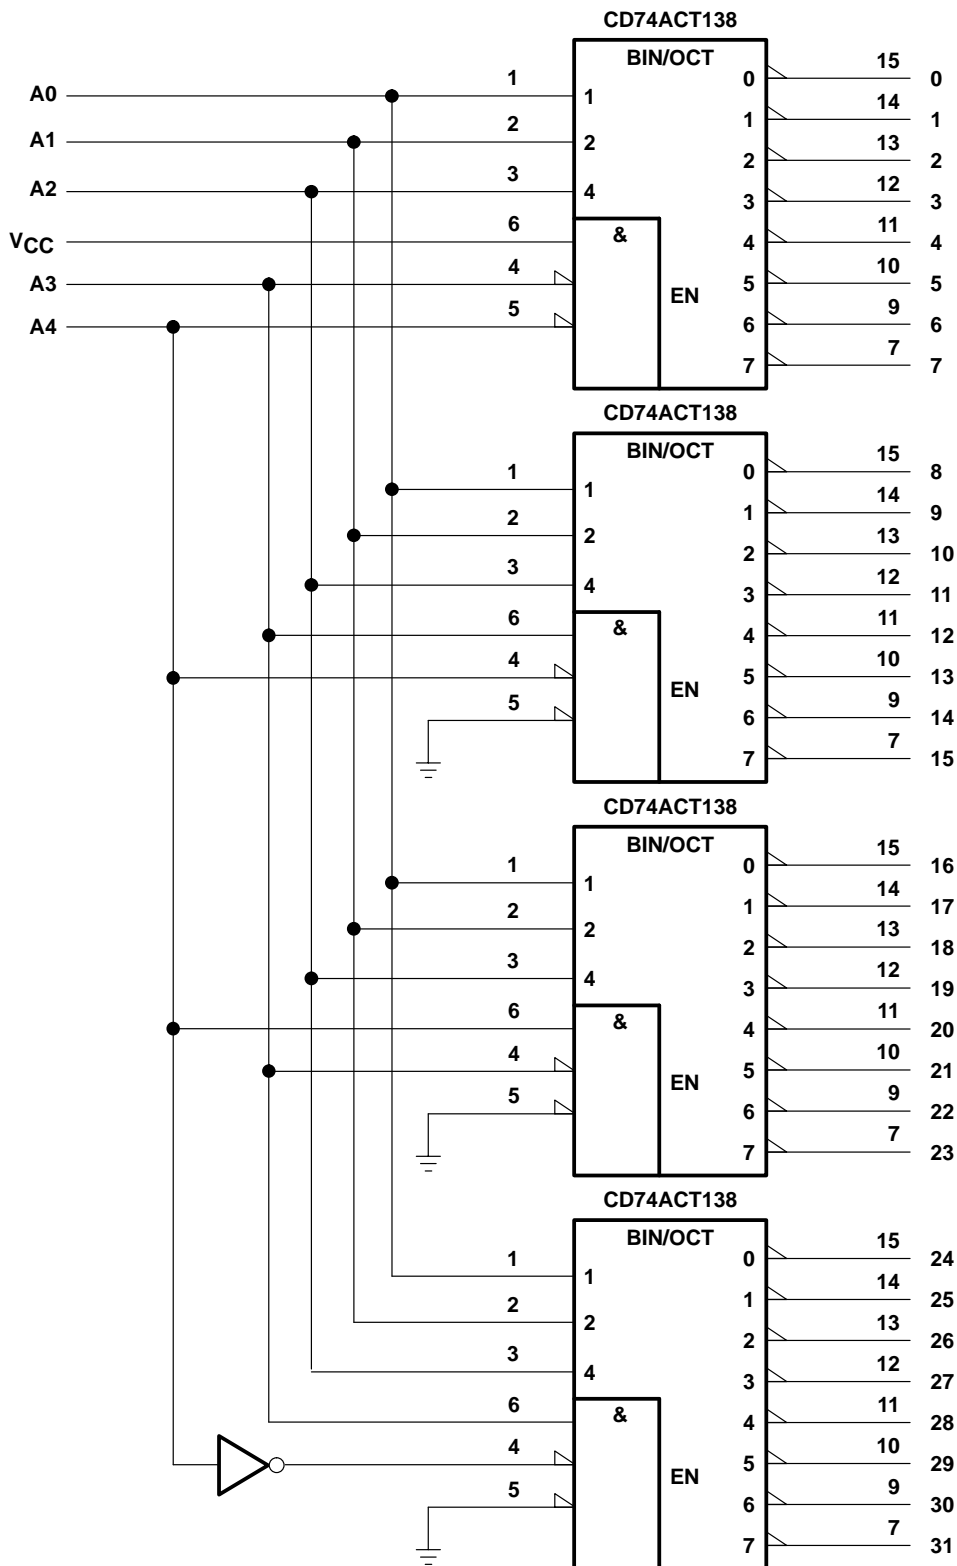 CD74ACT138
BIN/OCT
0 15 0
A0 1 1
1 14 1
A1 2 2
2 13 2
A2 3 4
3 12 3
VCC 6 &
4 11 4
A3 4
5 10 5
EN
A4 5
6 9 6
7 7 7
CD74ACT138
BIN/OCT
0 15 8
1 1
1 14 9
2 2
2 13 10
3 4
3 12 11
6 &
4 11 12
4
5 10 13
EN
5
6 9 14
7 7 15
CD74ACT138
BIN/OCT
0 15 16
1 1
1 14 17
2 2
2 13 18
3 4
3 12 19
6 &
4 11 20
4
5 10 21
EN
5
6 9 22
7 7 23
CD74ACT138
BIN/OCT
0 15 24
1 1
1 14 25
2 2
2 13 26
3 4
3 12 27
6 &
4 11 28
4
5 10 29
EN
5
6 9 30
7 7 31